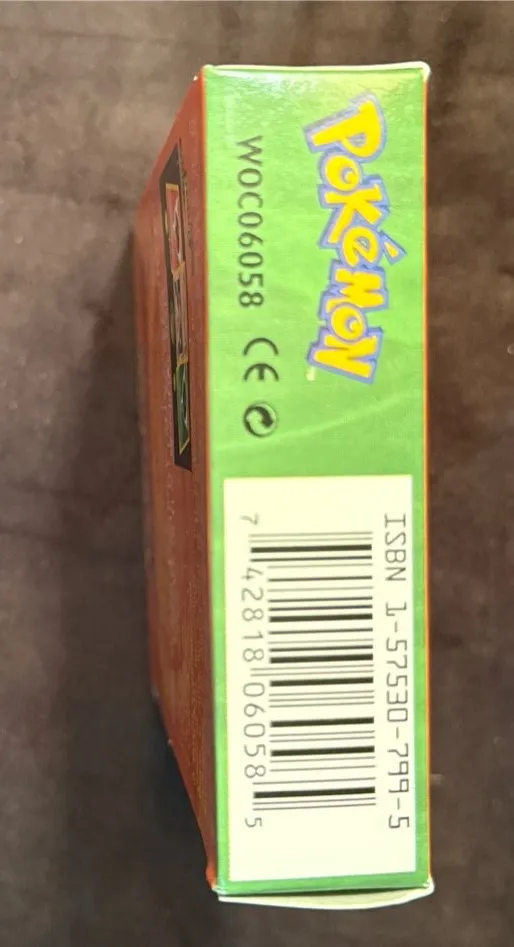 POKéMON
WOC06058 CE
ISBN 1-57530-799-5
7 42818 06058 5